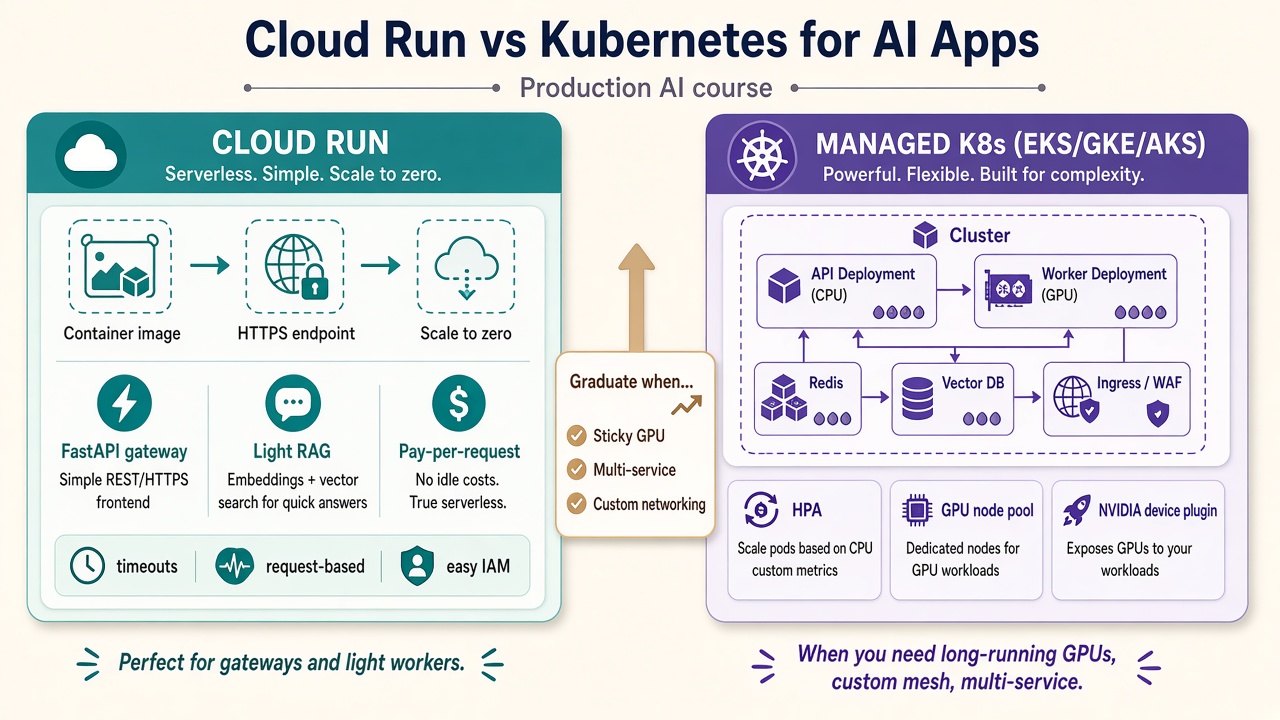 Cloud Run vs Kubernetes for AI Apps
Production AI course
CLOUD RUN
Serverless. Simple. Scale to zero.
Container image
HTTPS endpoint
Scale to zero
FastAPI gateway
Simple REST/HTTPS
frontend
Light RAG
Embeddings + vector
search for quick answers
Pay-per-request
No idle costs.
True serverless.
timeouts
request-based
easy IAM
Perfect for gateways and light workers.
Graduate when...
Sticky GPU
Multi-service
Custom networking
MANAGED K8s (EKS/GKE/AKS)
Powerful. Flexible. Built for complexity.
Cluster
API Deployment
(CPU)
Worker Deployment
(GPU)
Redis
Vector DB
Ingress / WAF
HPA
Scale pods based on CPU
custom metrics
GPU node pool
Dedicated nodes for
GPU workloads
NVIDIA device plugin
Exposes GPUs to your
workloads
When you need long-running GPUs,
custom mesh, multi-service.